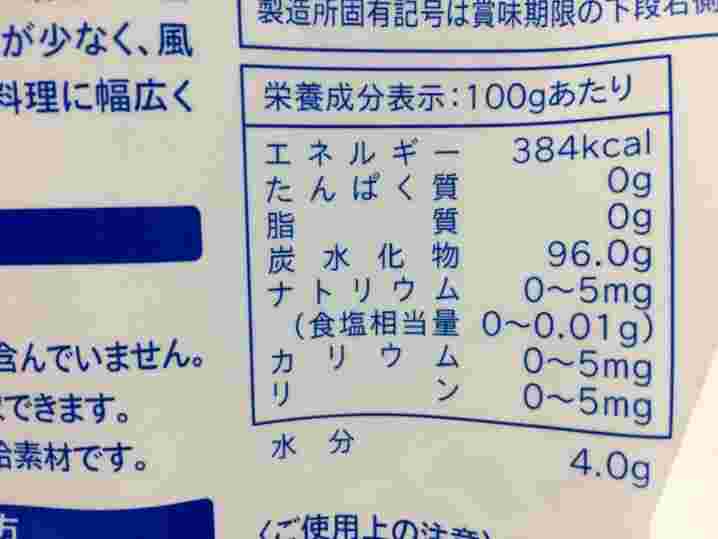 製造所固有記号は賞味期限の下段右側
が少なく、風
料理に幅広く
栄養成分表示：100gあたり
エネルギー 384kcal
たんぱく質 0g
脂質 0g
炭水化物 96.0g
ナトリウム 0〜5mg
(食塩相当量 0〜0.01g)
カリウム 0〜5mg
リン 0〜5mg
水分 4.0g
含んでいません。
できます。
給素材です。
方
〈ご使用上の注意〉